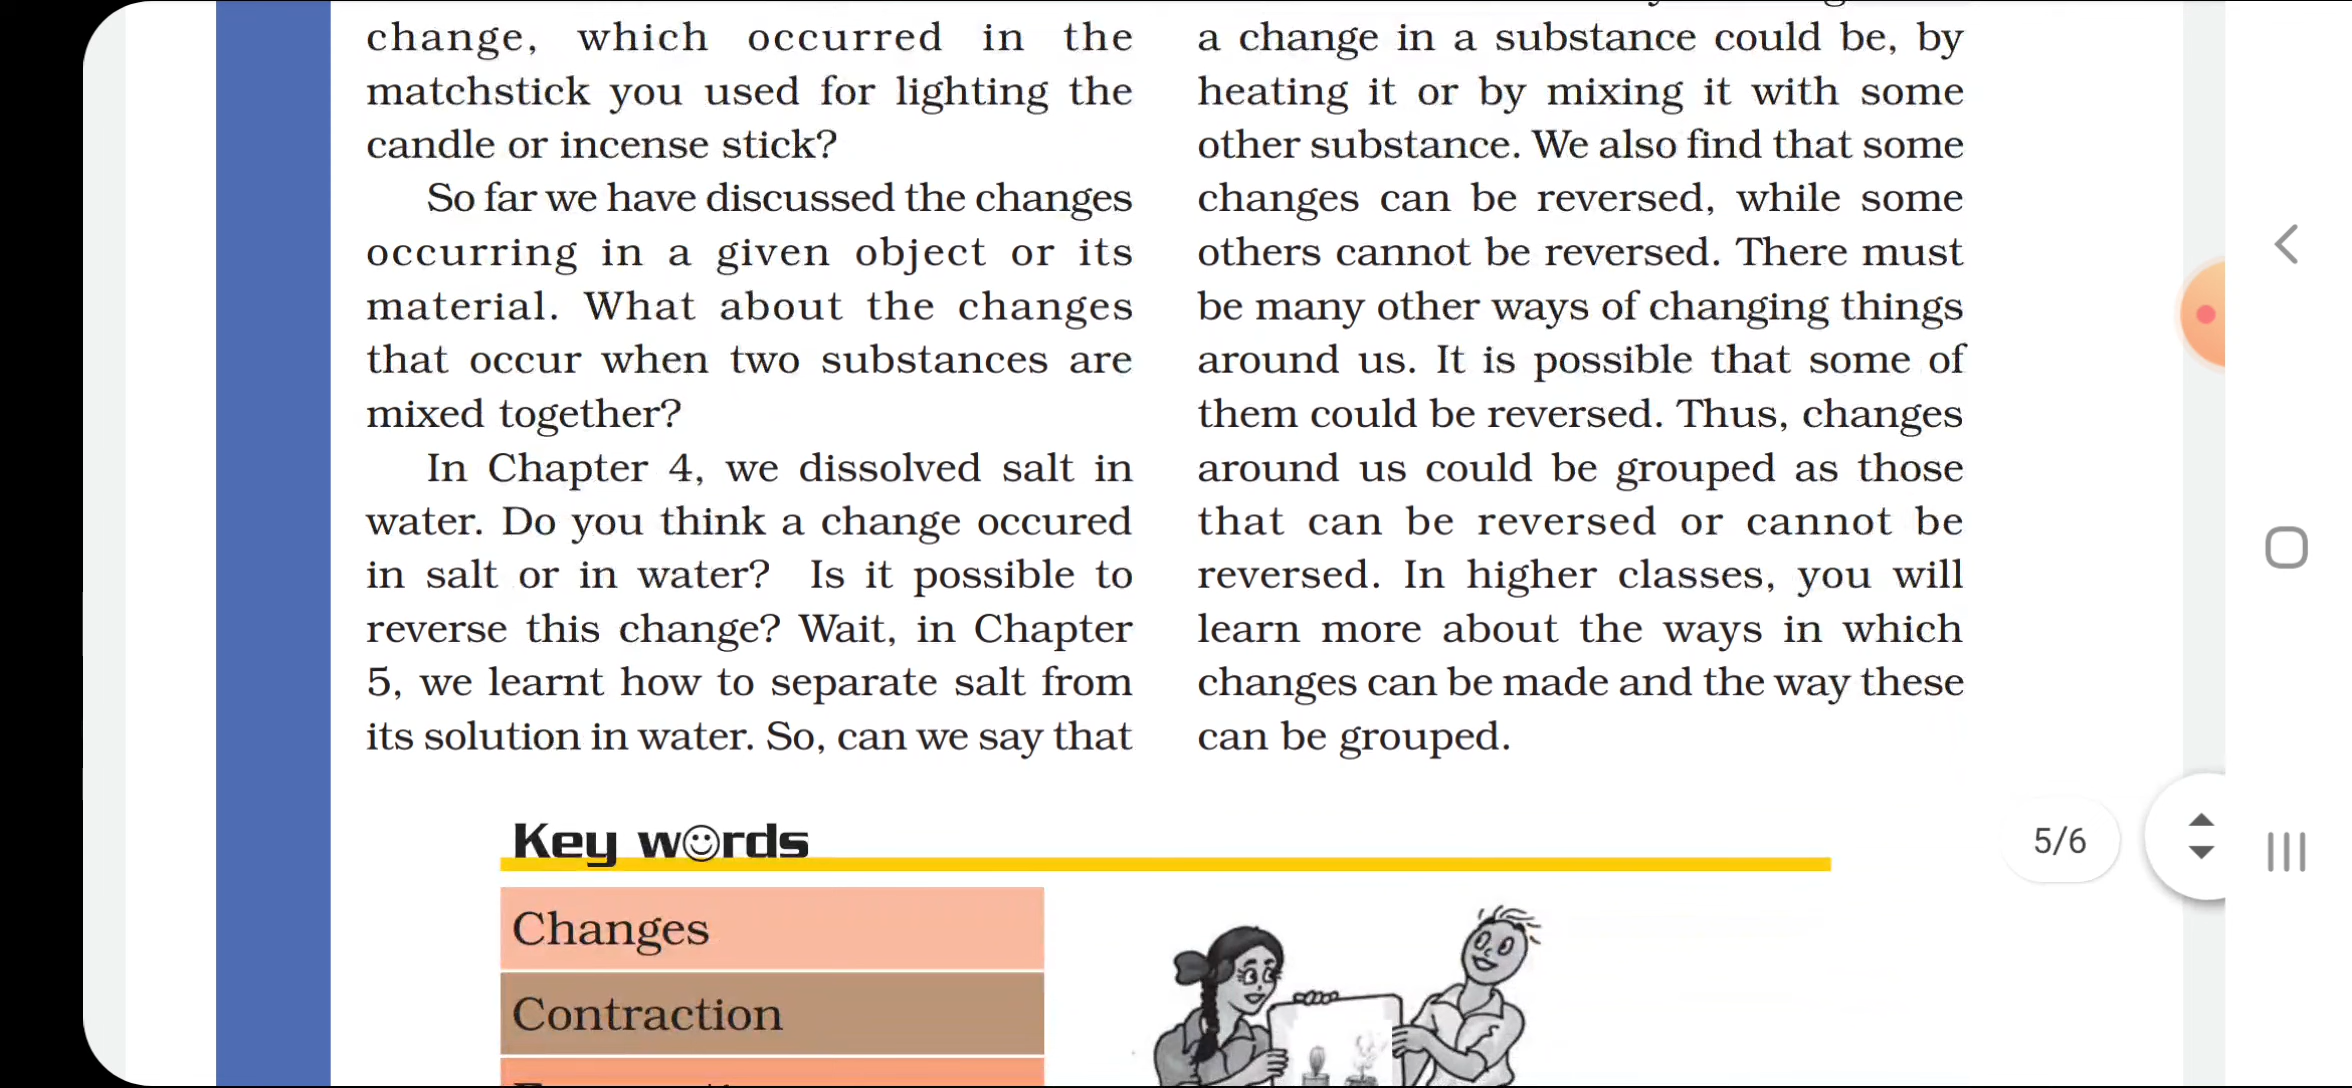 change, which occurred in the
matchstick you used for lighting the
candle or incense stick?
So far we have discussed the changes
occurring in a given object or its
material. What about the changes
that occur when two substances are
mixed together?
In Chapter 4, we dissolved salt in
water. Do you think a change occured
in salt or in water? Is it possible to
reverse this change? Wait, in Chapter
5, we learnt how to separate salt from
its solution in water. So, can we say that
a change in a substance could be, by
heating it or by mixing it with some
other substance. We also find that some
changes can be reversed, while some
others cannot be reversed. There must
be many other ways of changing things
around us. It is possible that some of
them could be reversed. Thus, changes
around us could be grouped as those
that can be reversed or cannot be
reversed. In higher classes, you will
learn more about the ways in which
changes can be made and the way these
can be grouped.
5/6
Key words
Changes
Contraction